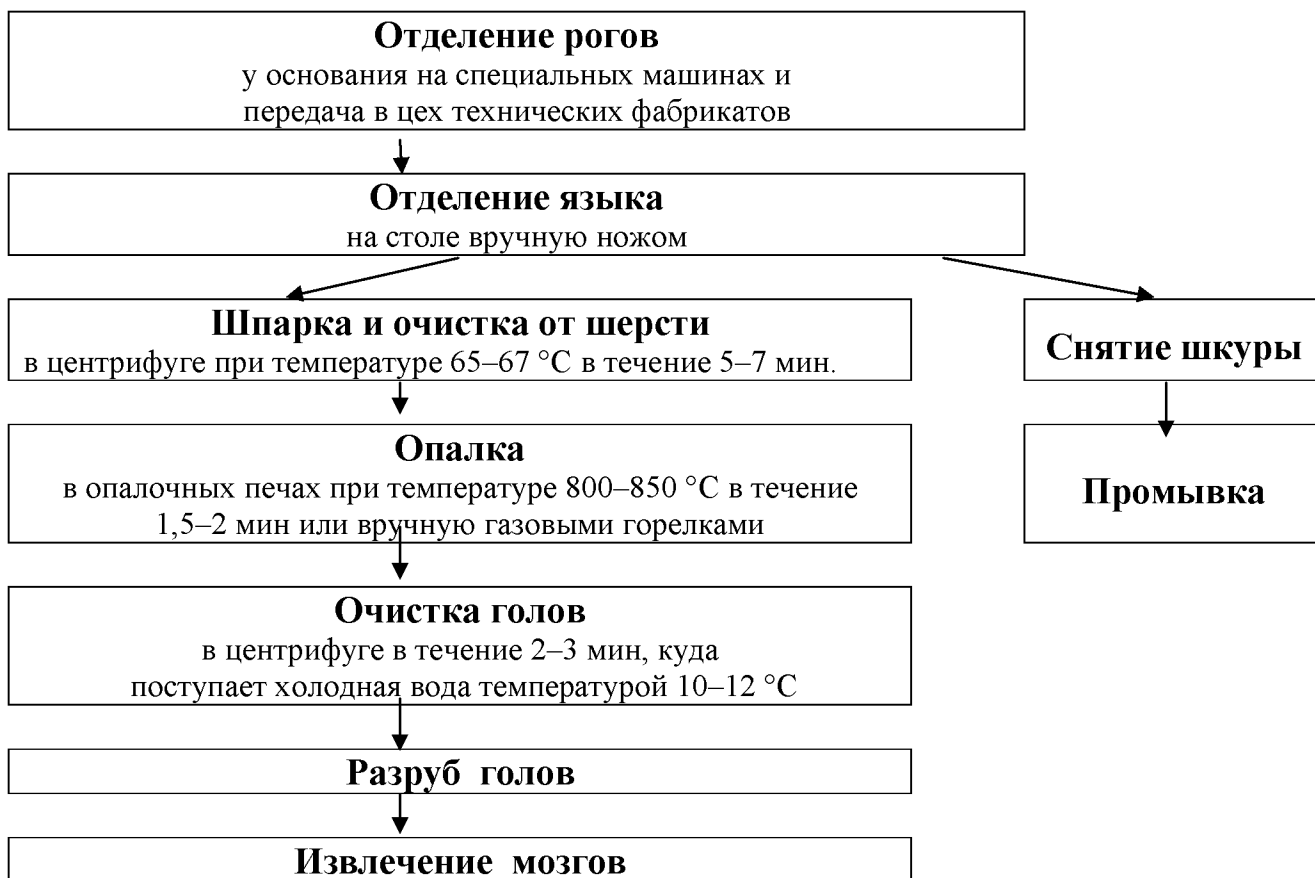 Отделение рогов
у основания на специальных машинах и
передача в цех технических фабрикатов
Отделение языка
на столе вручную ножом
Шпарка и очистка от шерсти
в центрифуге при температуре 65–67 °С в течение 5–7 мин.
Снятие шкуры
Опалка
в опалочных печах при температуре 800–850 °С в течение
1,5–2 мин или вручную газовыми горелками
Промывка
Очистка голов
в центрифуге в течение 2–3 мин, куда
поступает холодная вода температурой 10–12 °С
Разруб голов
Извлечение мозгов